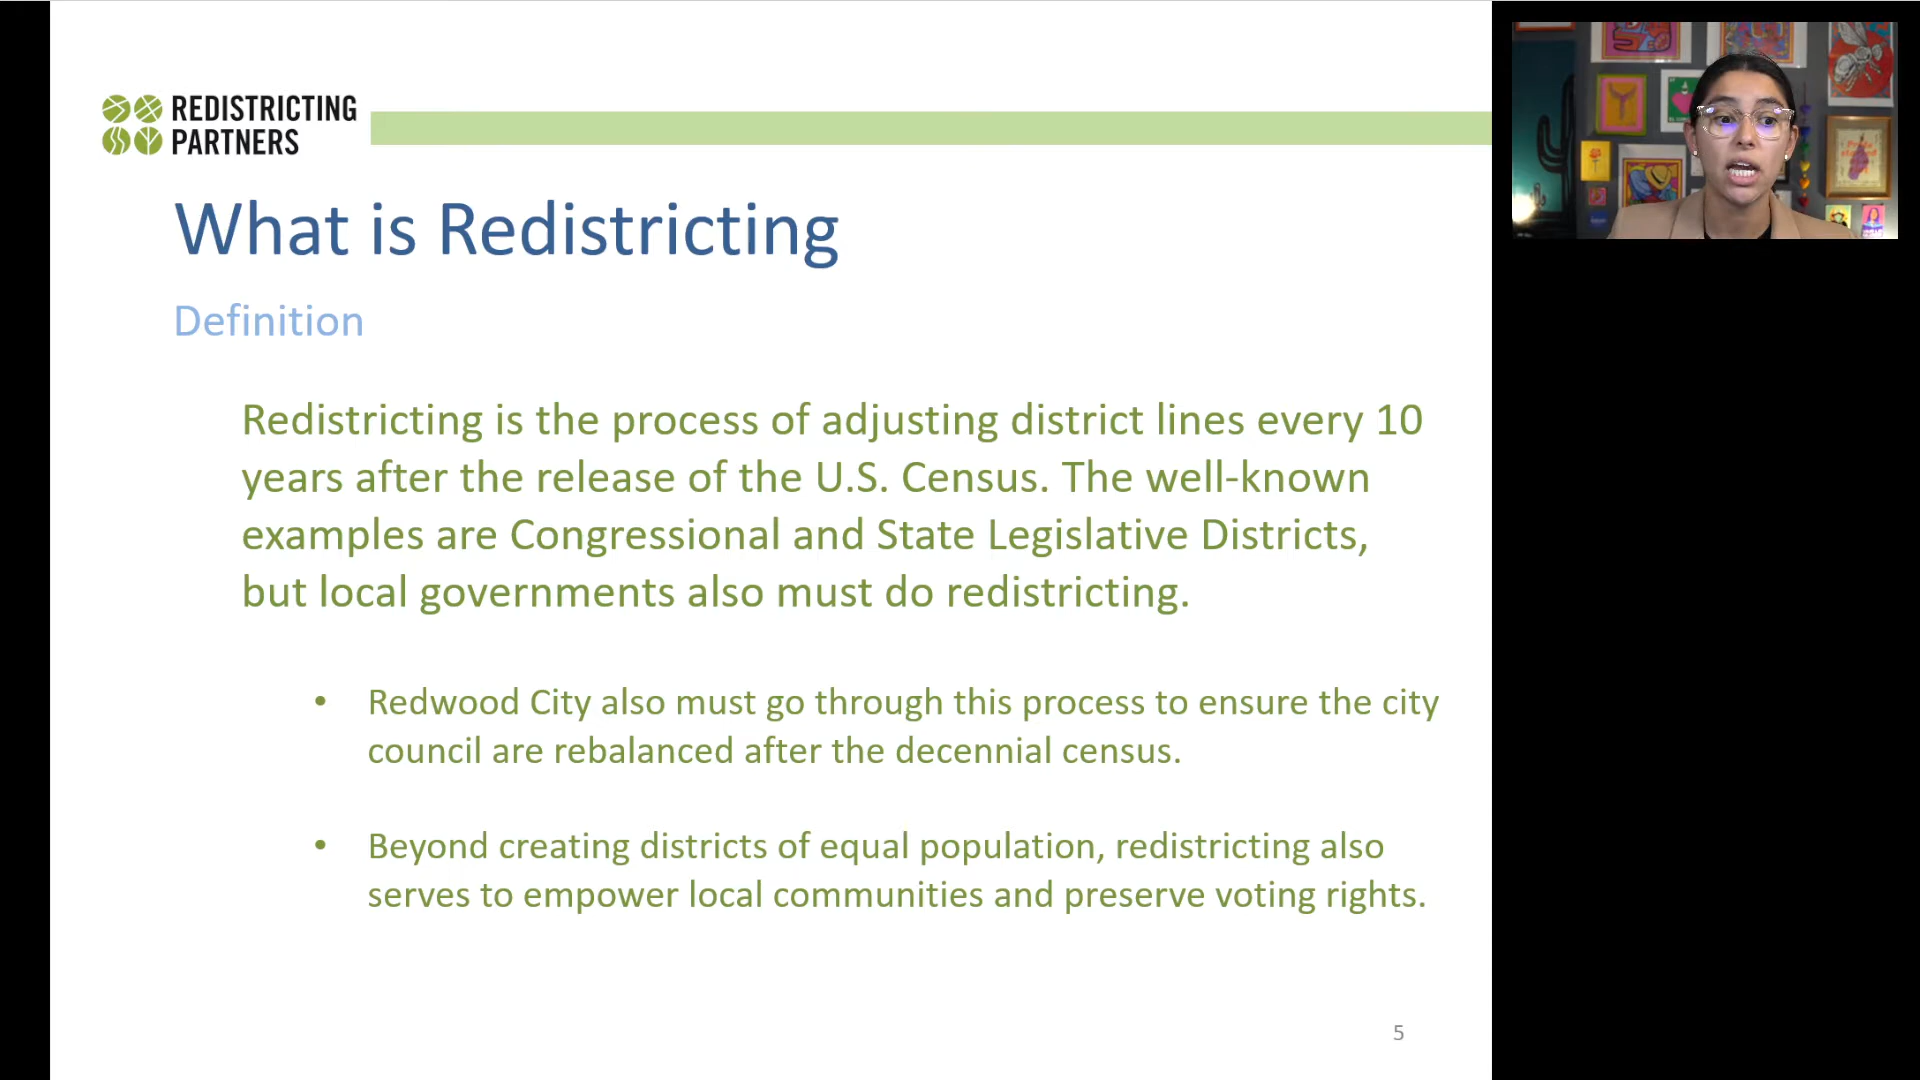 REDISTRICTING
PARTNERS
What is Redistricting
Definition
Redistricting is the process of adjusting district lines every 10
years after the release of the U.S. Census. The well-known
examples are Congressional and State Legislative Districts,
but local governments also must do redistricting.
• Redwood City also must go through this process to ensure the city
council are rebalanced after the decennial census.
• Beyond creating districts of equal population, redistricting also
serves to empower local communities and preserve voting rights.
5